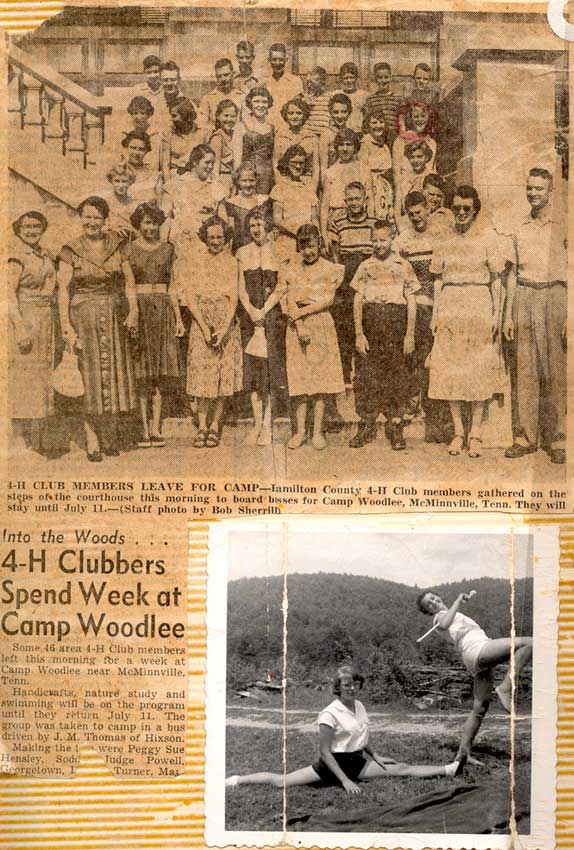 4-H CLUB MEMBERS LEAVE FOR CAMP—Hamilton County 4-H Club members gathered on the
steps of the courthouse this morning to board busses for Camp Woodlee, McMinnville, Tenn. They will
stay until July 11.—(Staff photo by Bob Sherrill)
Into the Woods . . .
4-H Clubbers
Spend Week at
Camp Woodlee
Some 46 area 4-H Club members
left this morning for a week at
Camp Woodlee near McMinnville,
Tenn.
Handicrafts, nature study and
swimming will be on the program
until they return July 11. The
group was taken to camp in a bus
driven by J. M. Thomas of Hixson.
Making the were Peggy Sue
Hensley, Judge Powell,
Georgetown, Turner,